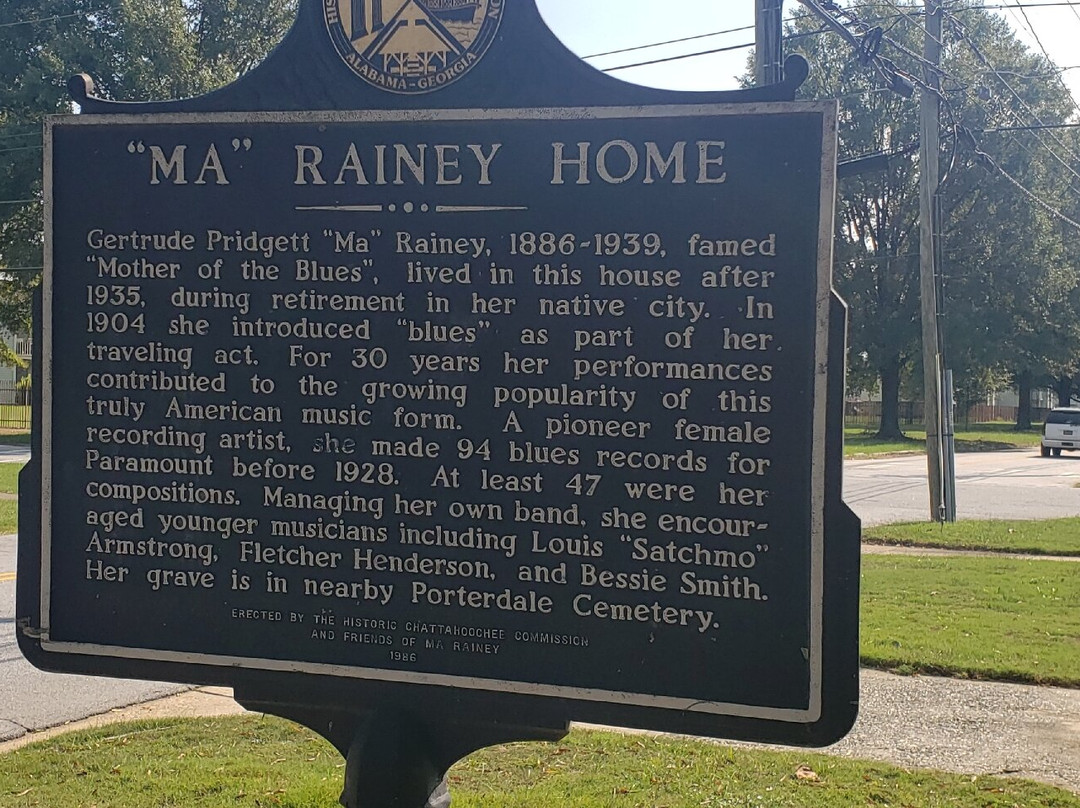 ALABAMA-GEORGIA
"MA" RAINEY HOME
Gertrude Pridgett "Ma" Rainey, 1886-1939, famed
"Mother of the Blues", lived in this house after
1935, during retirement in her native city. In
1904 she introduced "blues" as part of her
traveling act. For 30 years her performances
contributed to the growing popularity of this
truly American music form. A pioneer female
recording artist, she made 94 blues records for
Paramount before 1928. At least 47 were her
compositions. Managing her own band, she encour-
aged younger musicians including Louis "Satchmo"
Armstrong, Fletcher Henderson, and Bessie Smith.
Her grave is in nearby Porterdale Cemetery.
ERECTED BY THE HISTORIC CHATTAHOOCHEE COMMISSION
AND FRIENDS OF MA RAINEY
1986